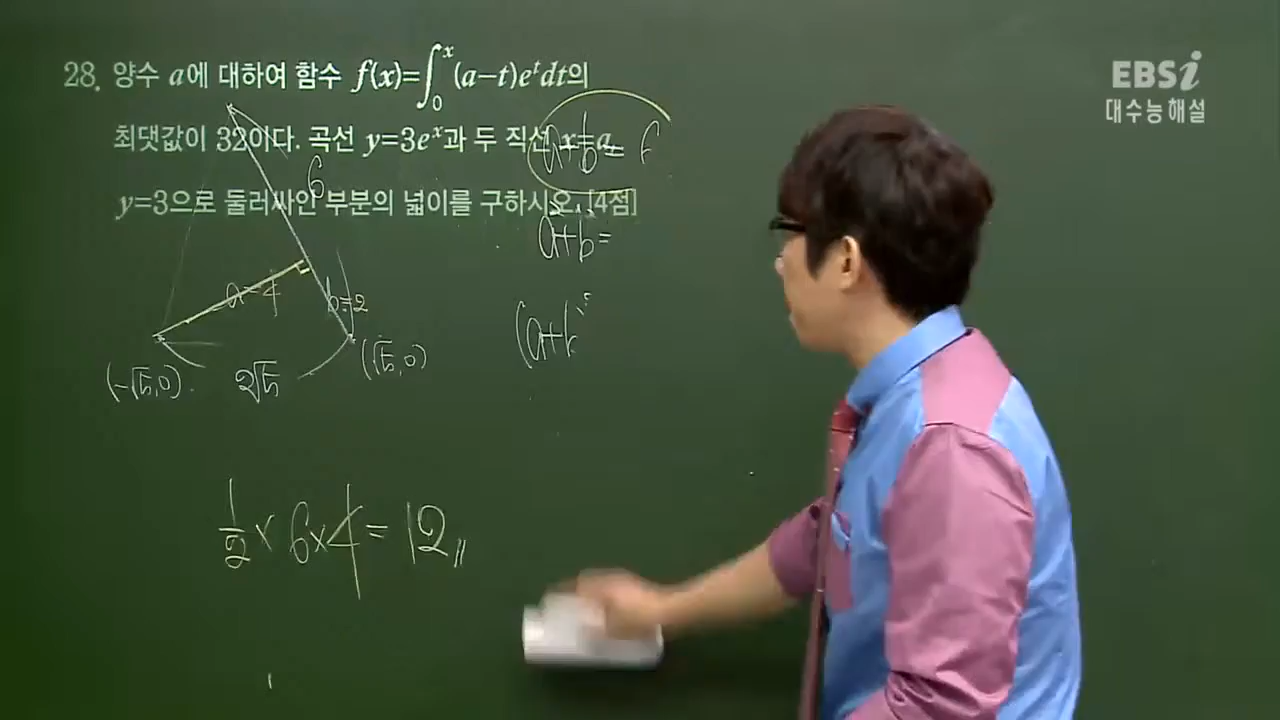 EBSi
대수능해설
28. 양수 a에 대하여 함수 f(x)=∫₀ˣ(a-t)eᵗdt의
최댓값이 32이다. 곡선 y=3eˣ과 두 직선 x=a,
y=3으로 둘러싸인 부분의 넓이를 구하시오. [4점]
a+b=6
6
a²+b²=
a=4
b=2
(a+b
(-√5,0)
2√5
(√5,0)
1/2 × 6×4=12